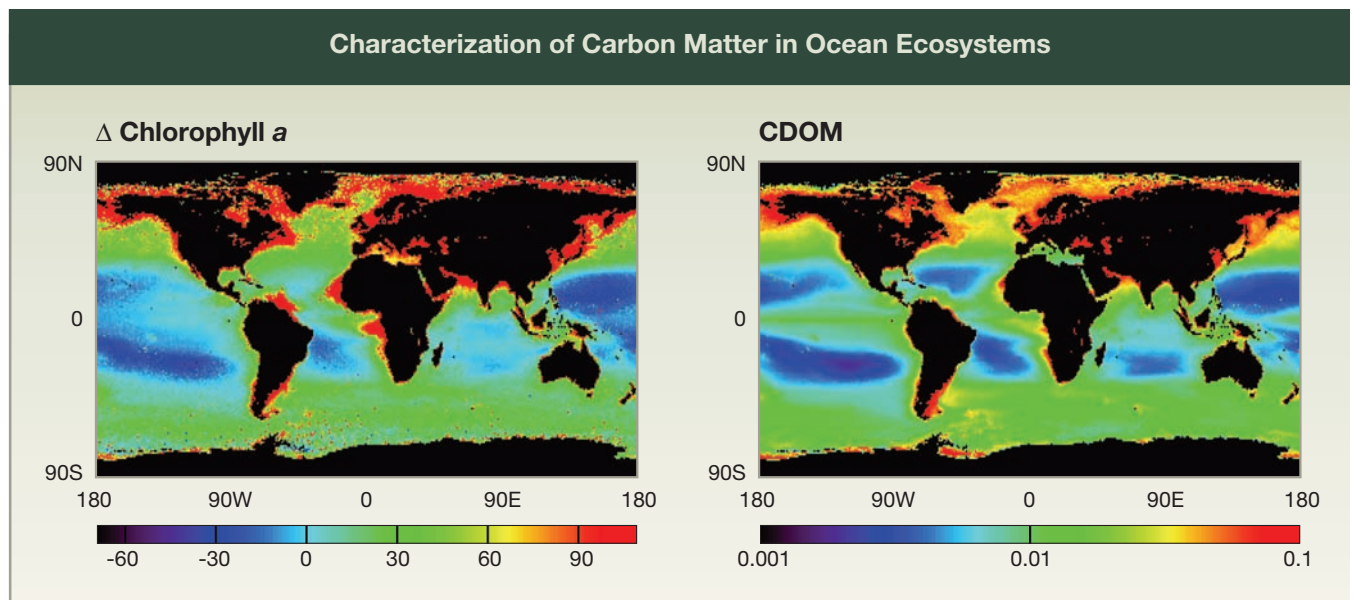 Characterization of Carbon Matter in Ocean Ecosystems
Δ Chlorophyll a
90N
0
90S
180 90W 0 90E 180
-60 -30 0 30 60 90
CDOM
90N
0
90S
180 90W 0 90E 180
0.001 0.01 0.1